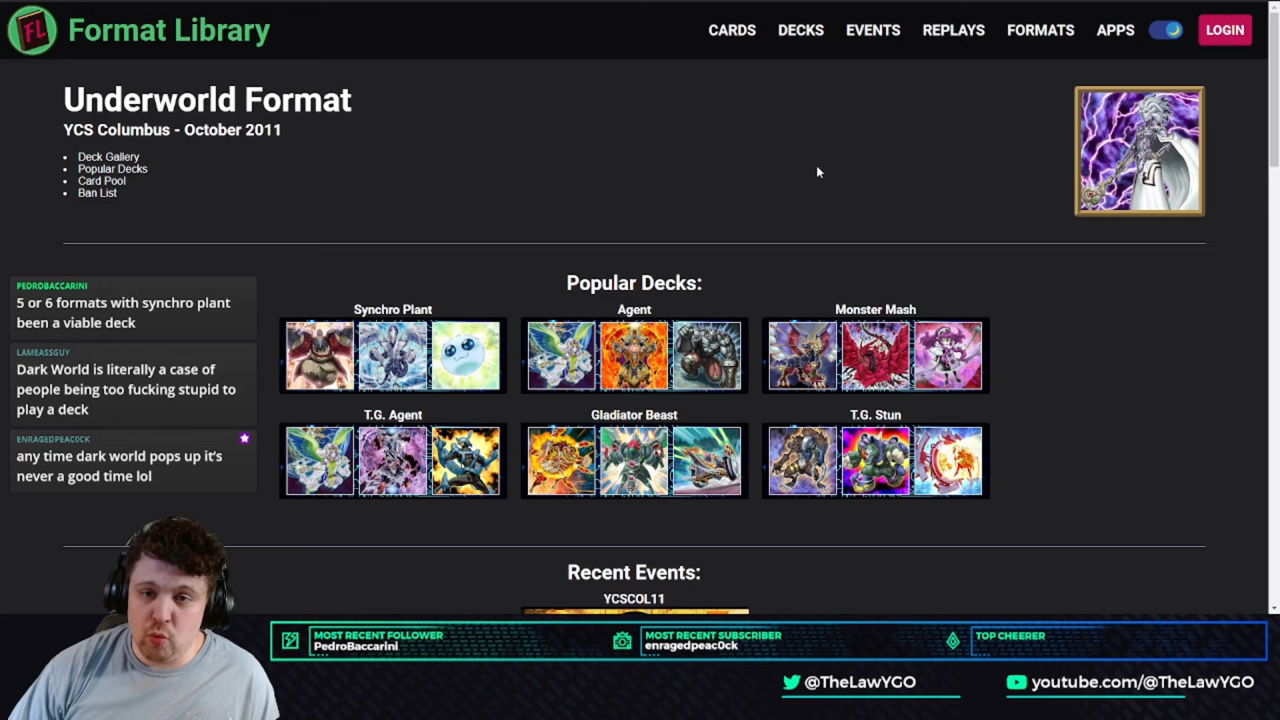 FL
Format Library
CARDS DECKS EVENTS REPLAYS FORMATS APPS LOGIN
Underworld Format
YCS Columbus - October 2011
Deck Gallery
Popular Decks
Card Pool
Ban List
Popular Decks:
Synchro Plant
Agent
Monster Mash
T.G. Agent
Gladiator Beast
T.G. Stun
PEDROBACCARINI
5 or 6 formats with synchro plant
been a viable deck
LAMEASSGUY
Dark World is literally a case of
people being too fucking stupid to
play a deck
ENRAGEDPEAC0CK
any time dark world pops up it's
never a good time lol
Recent Events:
YCSCOL11
MOST RECENT FOLLOWER
PedroBaccarini
MOST RECENT SUBSCRIBER
enragedpeac0ck
TOP CHEERER
@TheLawYGO
youtube.com/@TheLawYGO